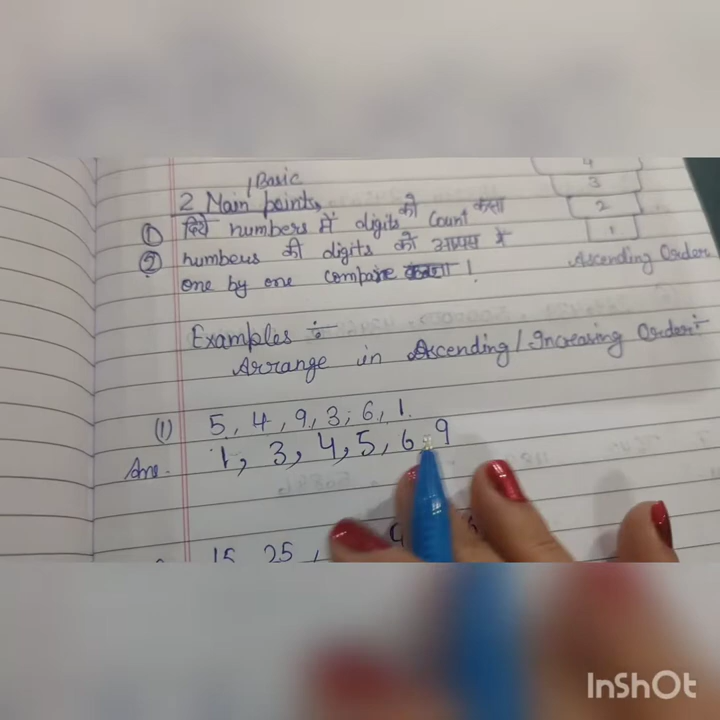 Basic
2 Main points
① दिये numbers में digits को Count करना
② numbers की digits को आपस में
one by one compare करना !
4
3
2
1
Ascending Order
Examples ÷
Arrange in Ascending/Increasing Order:-
(1) 5, 4, 9, 3, 6, 1.
Ans. 1, 3, 4, 5, 6, 9
15 25,
InShOt